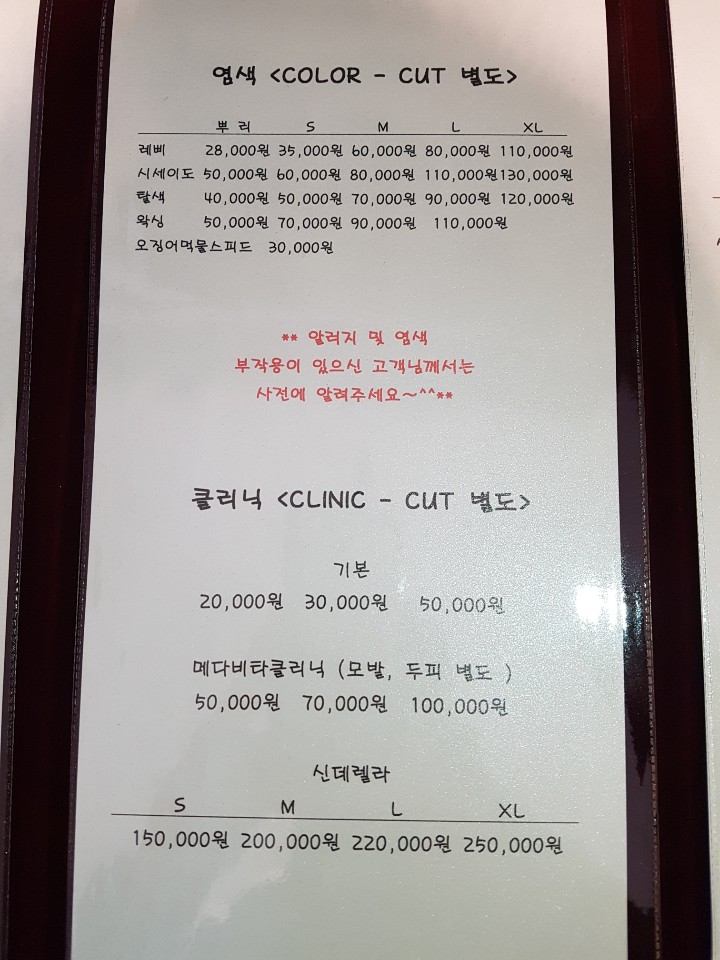 염색 <COLOR - CUT 별도>
뿌 리 S M L XL
레삐 28,000원 35,000원 60,000원 80,000원 110,000원
시세이도 50,000원 60,000원 80,000원 110,000원 130,000원
탈색 40,000원 50,000원 70,000원 90,000원 120,000원
왁싱 50,000원 70,000원 90,000원 110,000원
오징어먹물스피드 30,000원
** 알러지 및 염색
부작용이 있으신 고객님께서는
사전에 알려주세요~^^**
클리닉 <CLINIC - CUT 별도>
기본
20,000원 30,000원 50,000원
메다비타클리닉 (모발, 두피 별도 )
50,000원 70,000원 100,000원
신데렐라
S M L XL
150,000원 200,000원 220,000원 250,000원